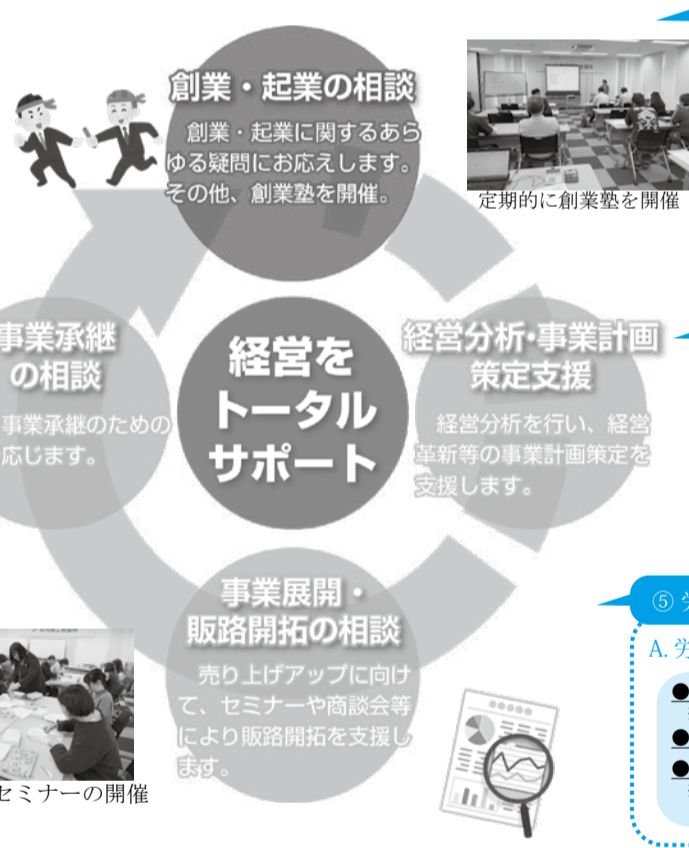 創業・起業の相談
創業・起業に関するあら
ゆる疑問にお応えします。
その他、創業塾を開催。
定期的に創業塾を開催
事業承継
の相談
事業承継のための
応じます。
経営を
トータル
サポート
経営分析・事業計画
策定支援
経営分析を行い、経営
革新等の事業計画策定を
支援します。
事業展開・
販路開拓の相談
売り上げアップに向け
て、セミナーや商談会等
により販路開拓を支援し
ます。
セミナーの開催
⑤ 労
A. 労